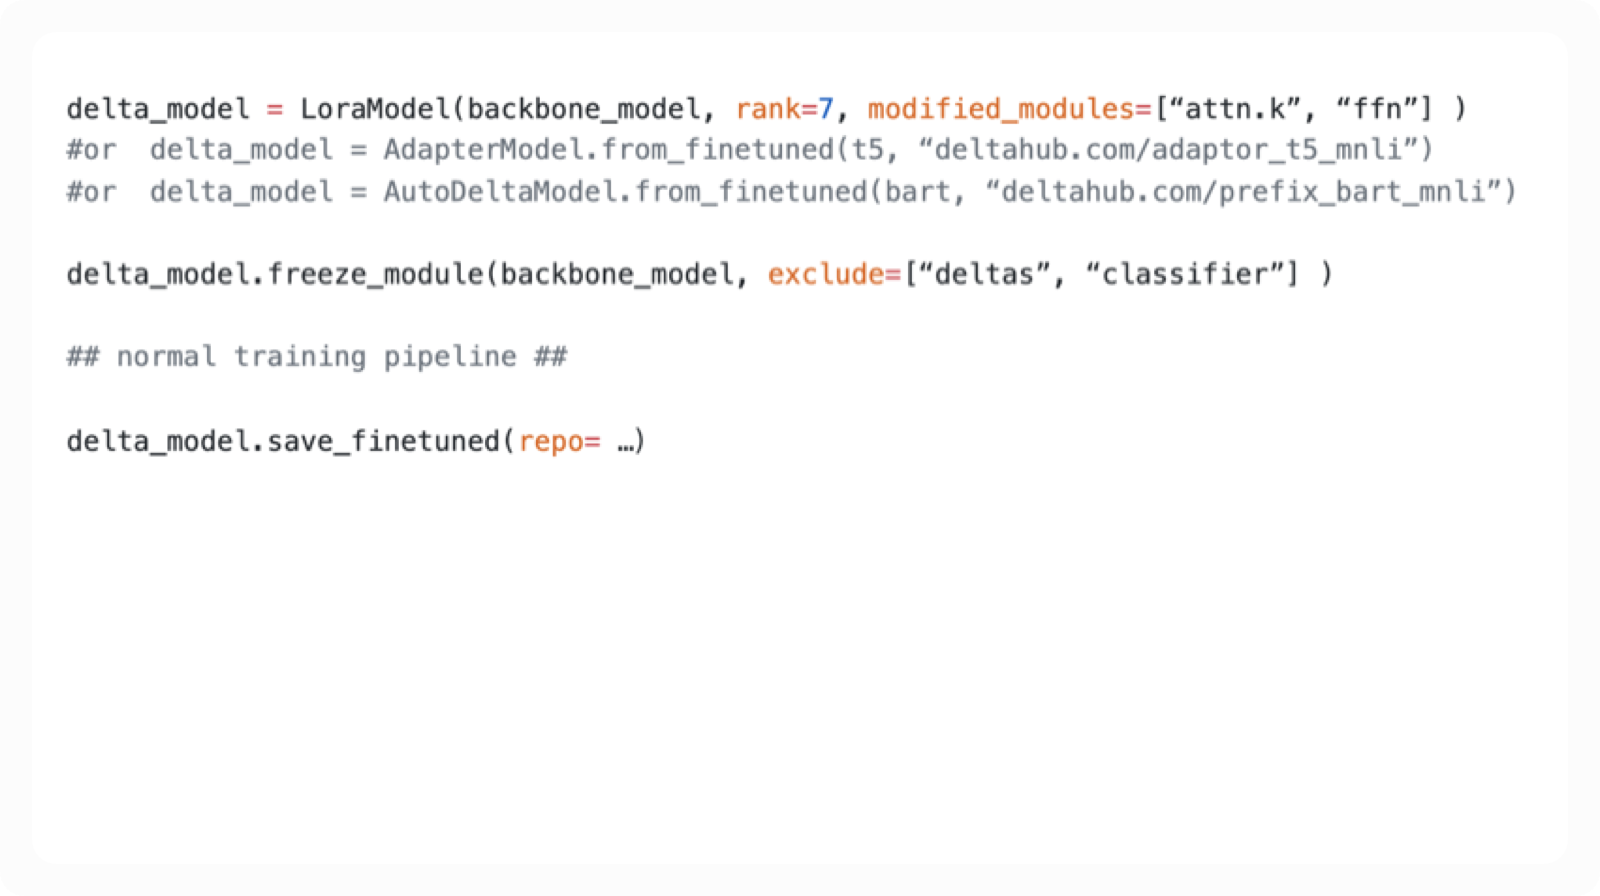 delta_model = LoraModel(backbone_model, rank=7, modified_modules=[“attn.k”, “ffn”] )
#or  delta_model = AdapterModel.from_finetuned(t5, “deltahub.com/adaptor_t5_mnli”)
#or  delta_model = AutoDeltaModel.from_finetuned(bart, “deltahub.com/prefix_bart_mnli”)
delta_model.freeze_module(backbone_model, exclude=[“deltas”, “classifier”] )
## normal training pipeline ##
delta_model.save_finetuned(repo= …)